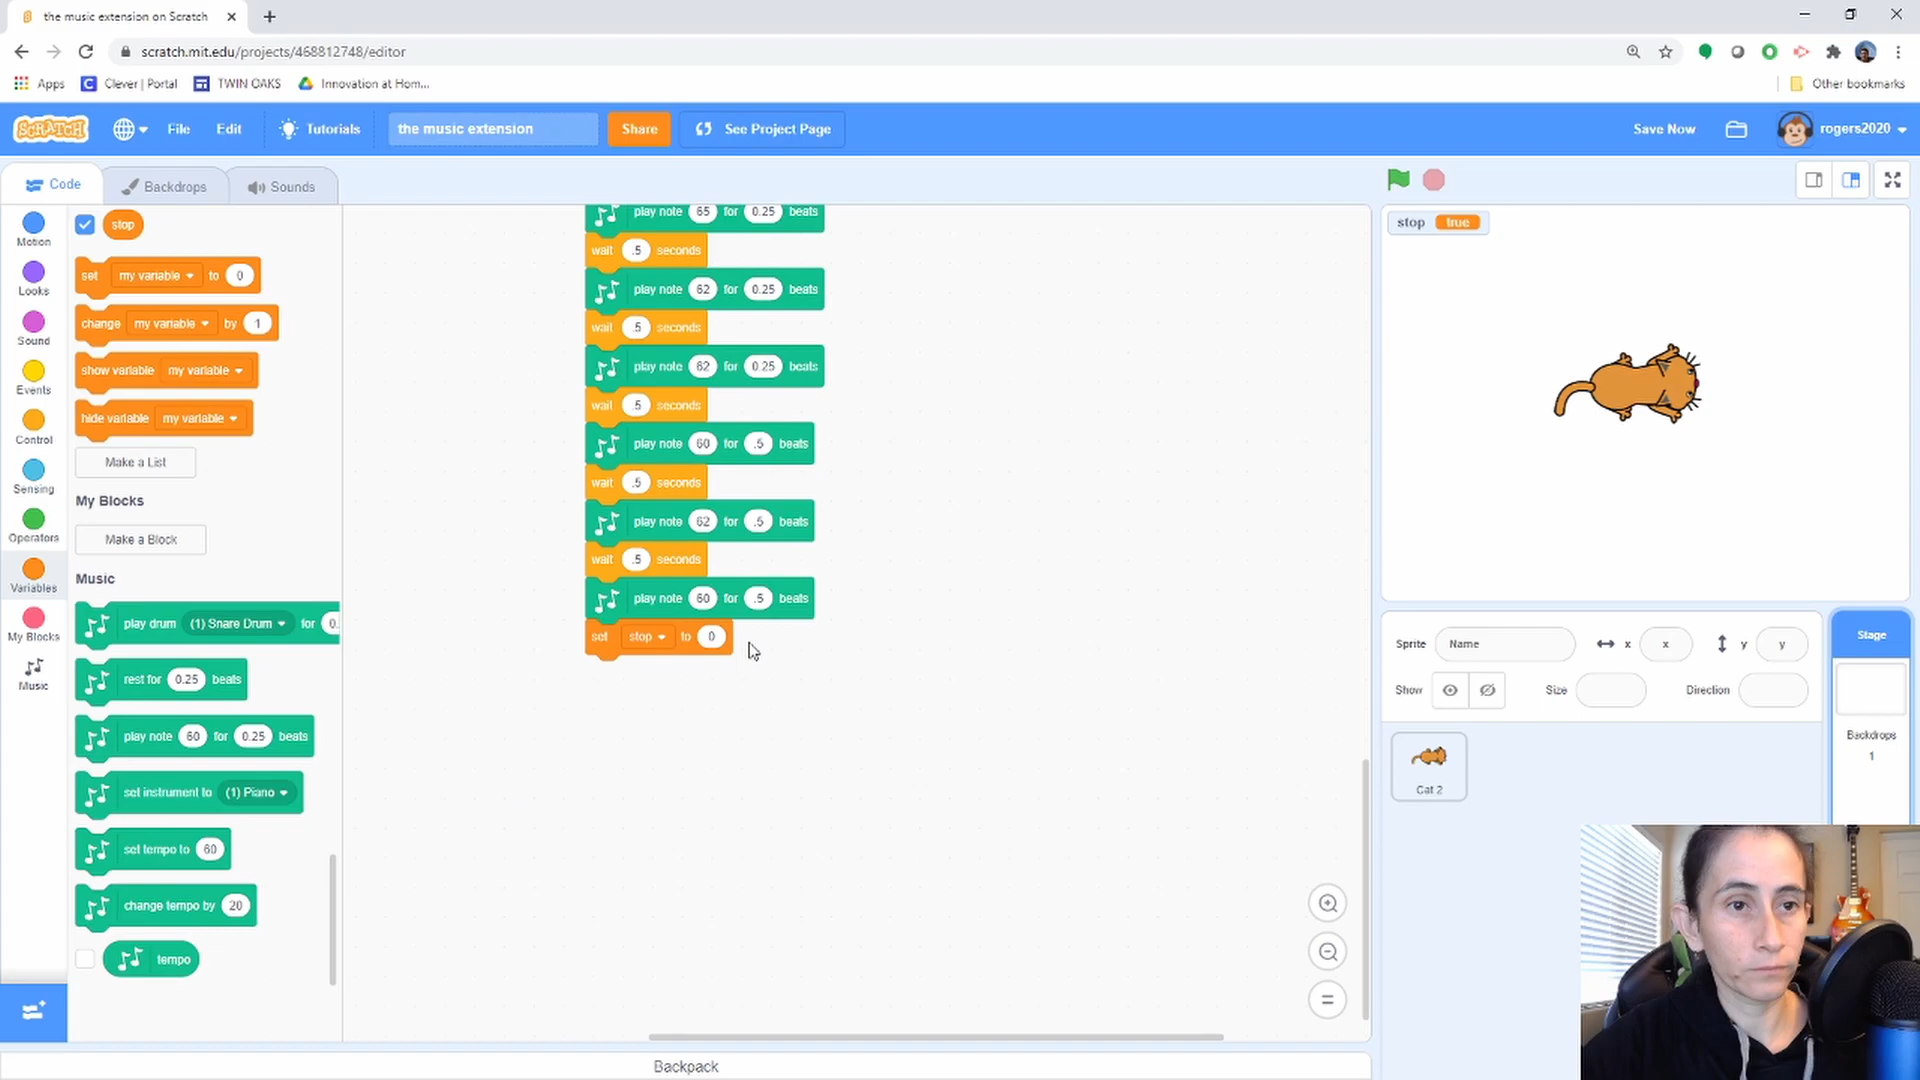 the music extension on Scratch
scratch.mit.edu/projects/468812748/editor
Apps
Clever | Portal
TWIN OAKS
Innovation at Hom...
Other bookmarks
SCRATCH
File
Edit
Tutorials
the music extension
Share
See Project Page
Save Now
rogers2020
Code
Backdrops
Sounds
Motion
Looks
Sound
Events
Control
Sensing
Operators
Variables
My Blocks
Music
stop
set my variable to 0
change my variable by 1
show variable my variable
hide variable my variable
Make a List
My Blocks
Make a Block
Music
play drum (1) Snare Drum for 0.
rest for 0.25 beats
play note 60 for 0.25 beats
set instrument to (1) Piano
set tempo to 60
change tempo by 20
tempo
play note 65 for 0.25 beats
wait .5 seconds
play note 62 for 0.25 beats
wait .5 seconds
play note 62 for 0.25 beats
wait .5 seconds
play note 60 for .5 beats
wait .5 seconds
play note 62 for .5 beats
wait .5 seconds
play note 60 for .5 beats
set stop to 0
Backpack
stop true
Sprite Name x x y y
Show Size Direction
Cat 2
Stage
Backdrops
1